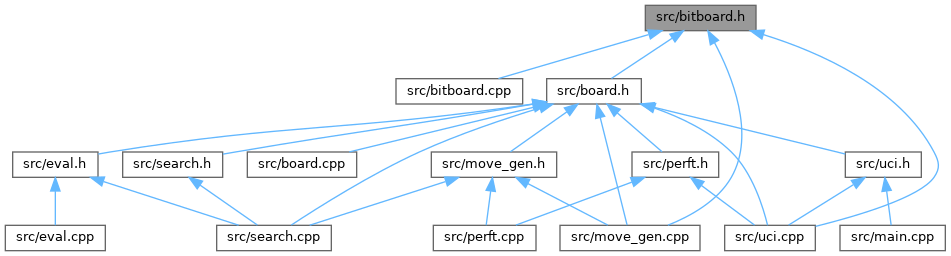 src/bitboard.h
src/bitboard.cpp
src/board.h
src/eval.h
src/search.h
src/board.cpp
src/move_gen.h
src/perft.h
src/uci.h
src/eval.cpp
src/search.cpp
src/perft.cpp
src/move_gen.cpp
src/uci.cpp
src/main.cpp